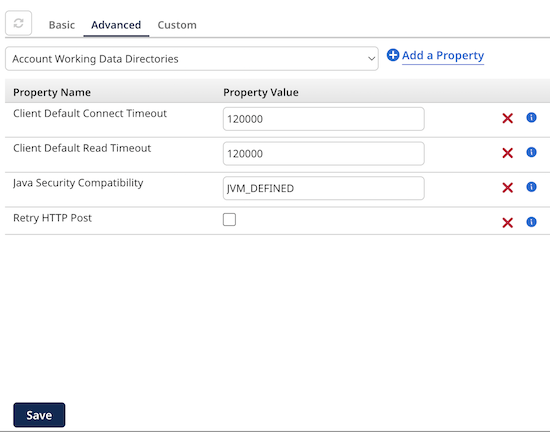 Basic Advanced Custom
Account Working Data Directories Add a Property
Property Name Property Value
Client Default Connect Timeout 120000
Client Default Read Timeout 120000
Java Security Compatibility JVM_DEFINED
Retry HTTP Post
Save